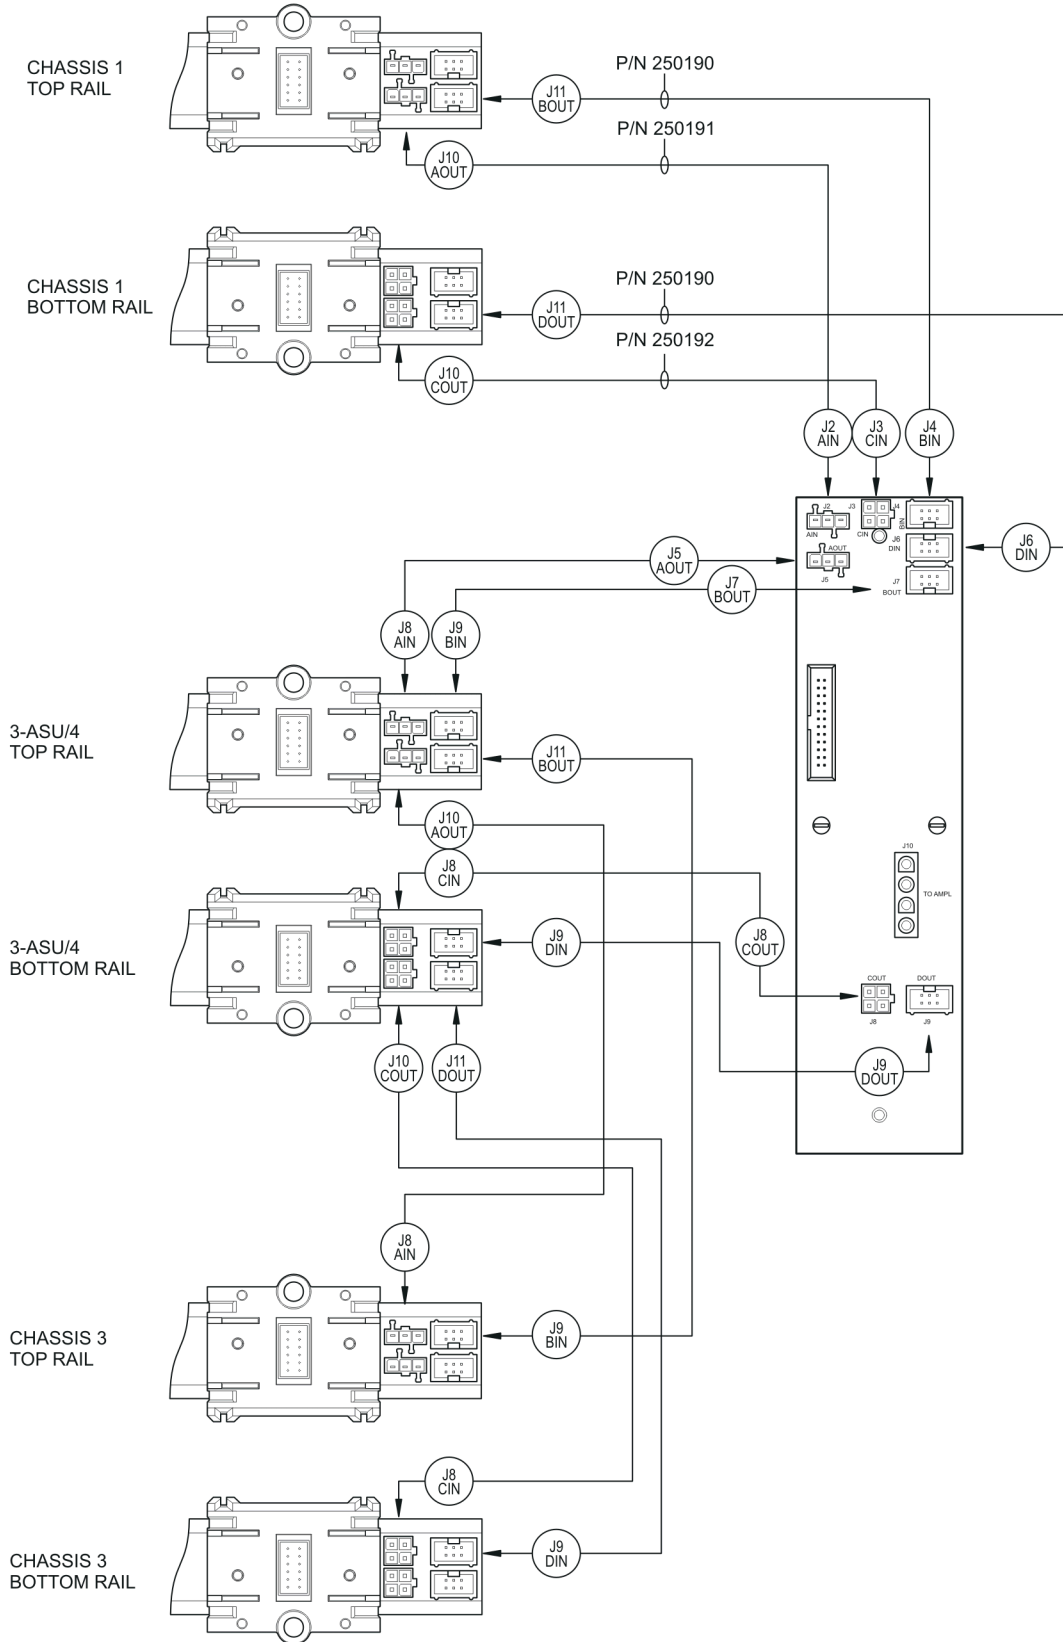 CHASSIS 1
TOP RAIL
P/N 250190
J11
BOUT
P/N 250191
J10
AOUT
CHASSIS 1
BOTTOM RAIL
P/N 250190
J11
DOUT
P/N 250192
J10
COUT
J2
AIN
J3
CIN
J4
BIN
J2
J3
J4
AIN
CIN
BIN
J6
DIN
J6
DIN
AOUT
J5
J7
BOUT
J5
AOUT
J7
BOUT
J8
AIN
J9
BIN
3-ASU/4
TOP RAIL
J11
BOUT
J10
AOUT
J8
CIN
J10
TO AMPL
3-ASU/4
BOTTOM RAIL
J9
DIN
J8
COUT
COUT
DOUT
J8
J9
J10
COUT
J11
DOUT
J9
DOUT
J8
AIN
CHASSIS 3
TOP RAIL
J9
BIN
J8
CIN
CHASSIS 3
BOTTOM RAIL
J9
DIN